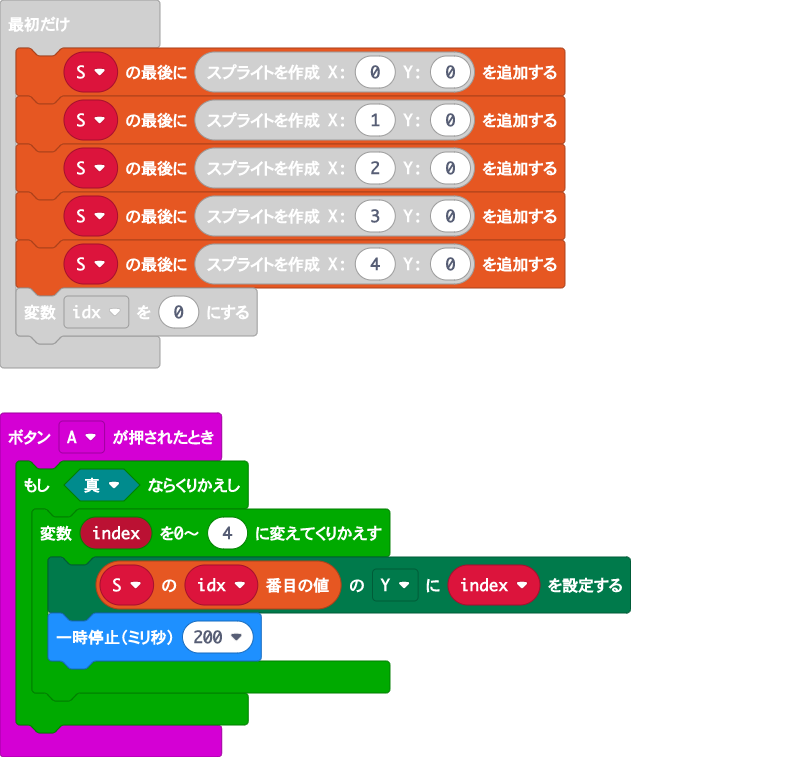 最初だけ
S の最後に スプライトを作成 X: 0 Y: 0 を追加する
S の最後に スプライトを作成 X: 1 Y: 0 を追加する
S の最後に スプライトを作成 X: 2 Y: 0 を追加する
S の最後に スプライトを作成 X: 3 Y: 0 を追加する
S の最後に スプライトを作成 X: 4 Y: 0 を追加する
変数 idx を 0 にする
ボタン A が押されたとき
もし 真 ならくりかえし
変数 index を0～ 4 に変えてくりかえす
S の idx 番目の値 の Y に index を設定する
一時停止(ミリ秒) 200